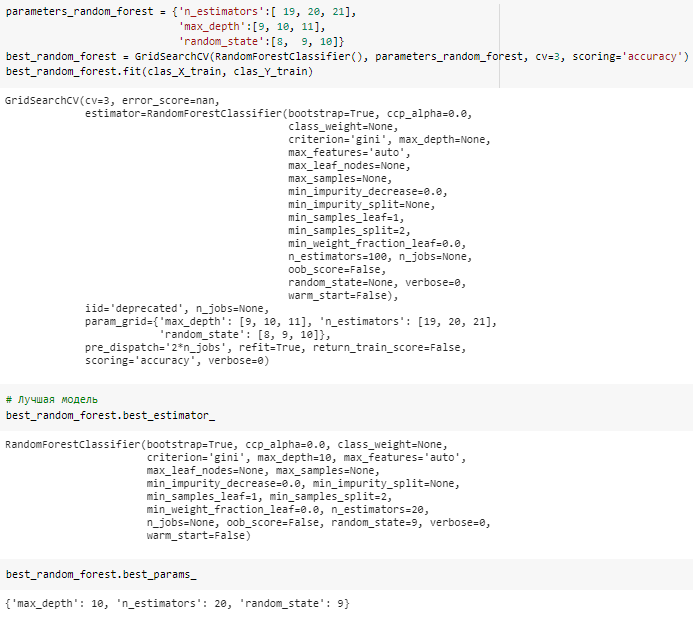 parameters_random_forest = {'n_estimators':[ 19, 20, 21],
'max_depth':[9, 10, 11],
'random_state':[8,  9, 10]}
best_random_forest = GridSearchCV(RandomForestClassifier(), parameters_random_forest, cv=3, scoring='accuracy')
best_random_forest.fit(clas_X_train, clas_Y_train)
GridSearchCV(cv=3, error_score=nan,
estimator=RandomForestClassifier(bootstrap=True, ccp_alpha=0.0,
class_weight=None,
criterion='gini', max_depth=None,
max_features='auto',
max_leaf_nodes=None,
max_samples=None,
min_impurity_decrease=0.0,
min_impurity_split=None,
min_samples_leaf=1,
min_samples_split=2,
min_weight_fraction_leaf=0.0,
n_estimators=100, n_jobs=None,
oob_score=False,
random_state=None, verbose=0,
warm_start=False),
iid='deprecated', n_jobs=None,
param_grid={'max_depth': [9, 10, 11], 'n_estimators': [19, 20, 21],
'random_state': [8, 9, 10]},
pre_dispatch='2*n_jobs', refit=True, return_train_score=False,
scoring='accuracy', verbose=0)
# Лучшая модель
best_random_forest.best_estimator_
RandomForestClassifier(bootstrap=True, ccp_alpha=0.0, class_weight=None,
criterion='gini', max_depth=10, max_features='auto',
max_leaf_nodes=None, max_samples=None,
min_impurity_decrease=0.0, min_impurity_split=None,
min_samples_leaf=1, min_samples_split=2,
min_weight_fraction_leaf=0.0, n_estimators=20,
n_jobs=None, oob_score=False, random_state=9, verbose=0,
warm_start=False)
best_random_forest.best_params_
{'max_depth': 10, 'n_estimators': 20, 'random_state': 9}